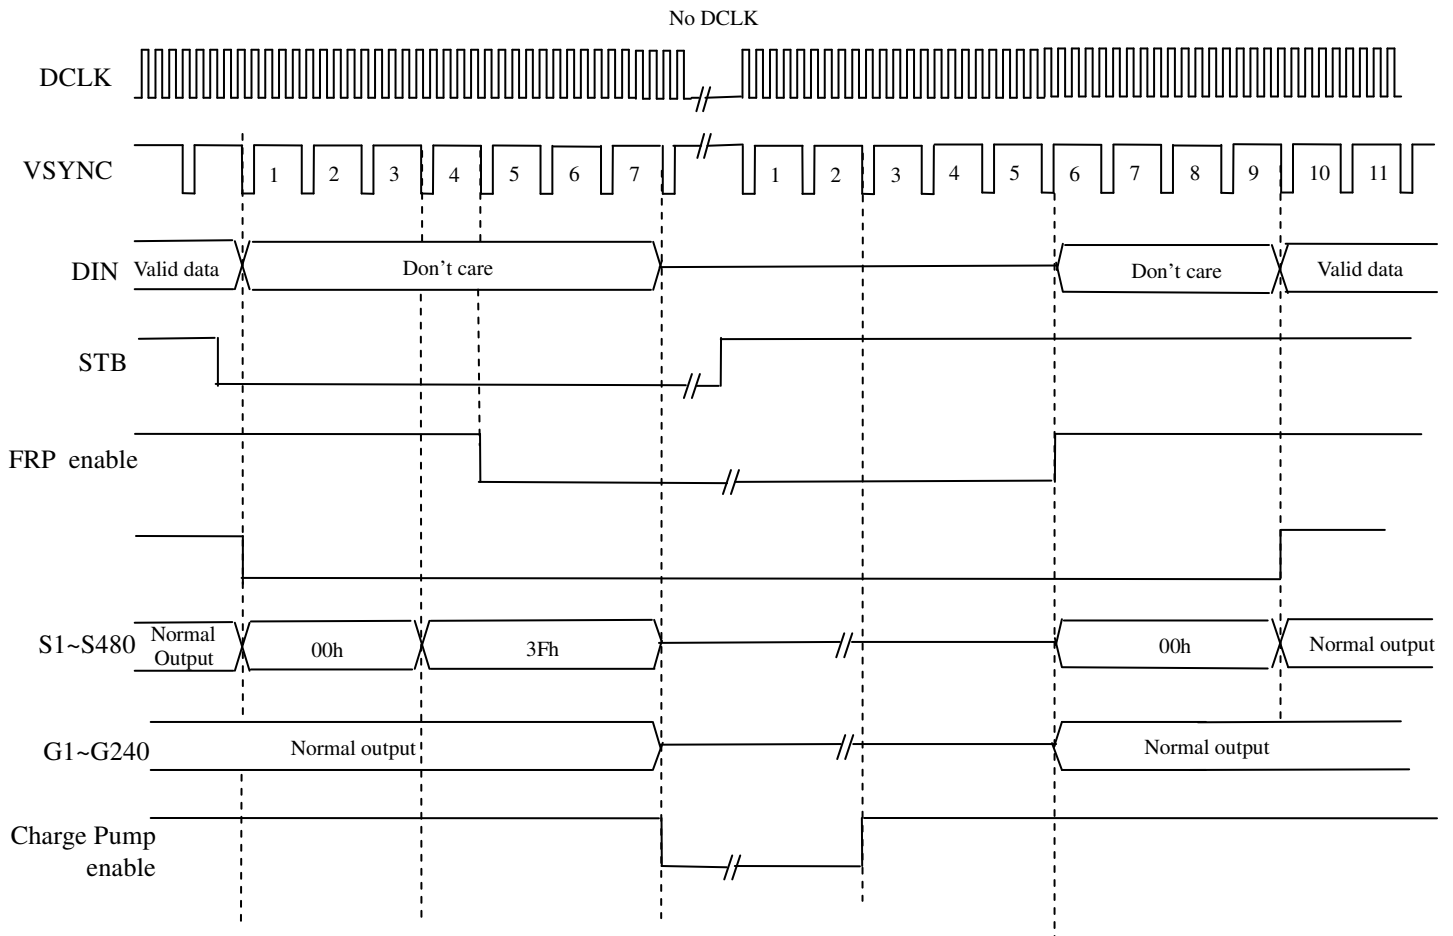 No DCLK
DCLK
VSYNC 1 2 3 4 5 6 7 1 2 3 4 5 6 7 8 9 10 11
DIN Valid data Don't care Don't care Valid data
STB
FRP enable
S1~S480 Normal Output 00h 3Fh 00h Normal output
G1~G240 Normal output Normal output
Charge Pump
enable